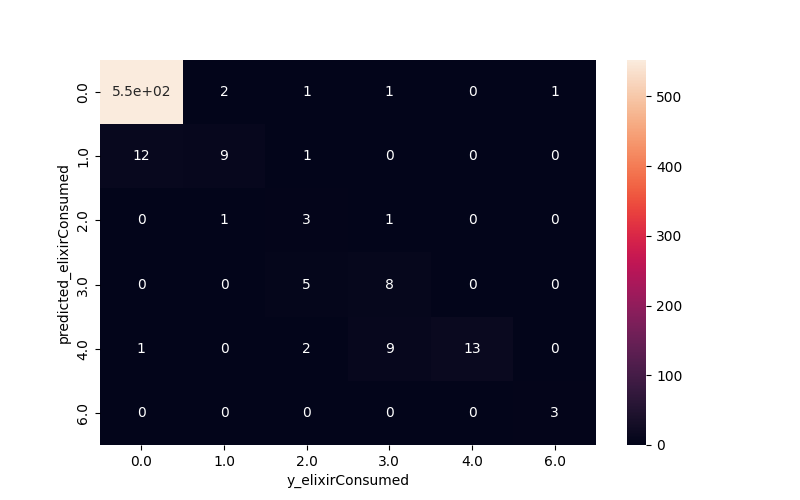 0.0 5.5e+02 2 1 1 0 1
1.0 12 9 1 0 0 0
2.0 0 1 3 1 0 0
3.0 0 0 5 8 0 0
4.0 1 0 2 9 13 0
6.0 0 0 0 0 0 3
0.0 1.0 2.0 3.0 4.0 6.0
y_elixirConsumed
predicted_elixirConsumed
500
400
300
200
100
0